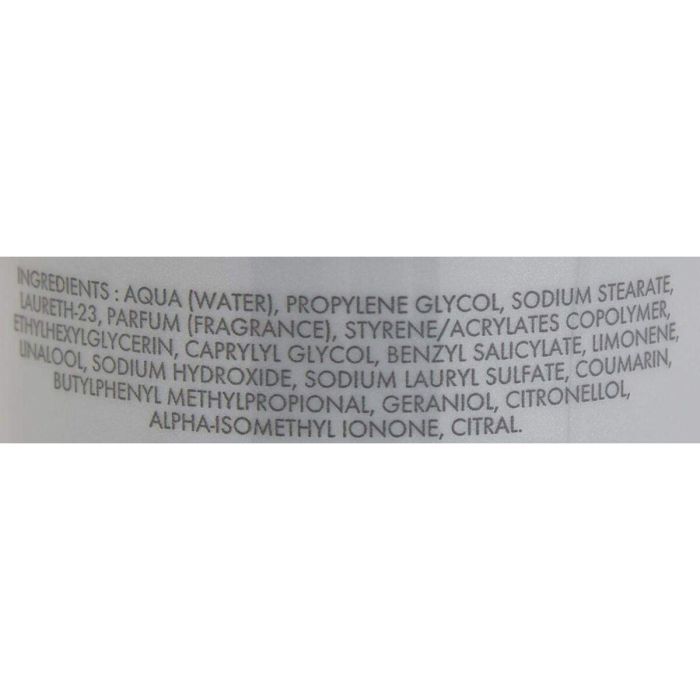 INGREDIENTS : AQUA (WATER), PROPYLENE GLYCOL, SODIUM STEARATE,
LAURETH-23, PARFUM (FRAGRANCE), STYRENE/ACRYLATES COPOLYMER,
ETHYLHEXYLGLYCERIN, CAPRYLYL GLYCOL, BENZYL SALICYLATE, LIMONENE,
LINALOOL, SODIUM HYDROXIDE, SODIUM LAURYL SULFATE, COUMARIN,
BUTYLPHENYL METHYLPROPIONAL, GERANIOL, CITRONELLOL,
ALPHA-ISOMETHYL IONONE, CITRAL.